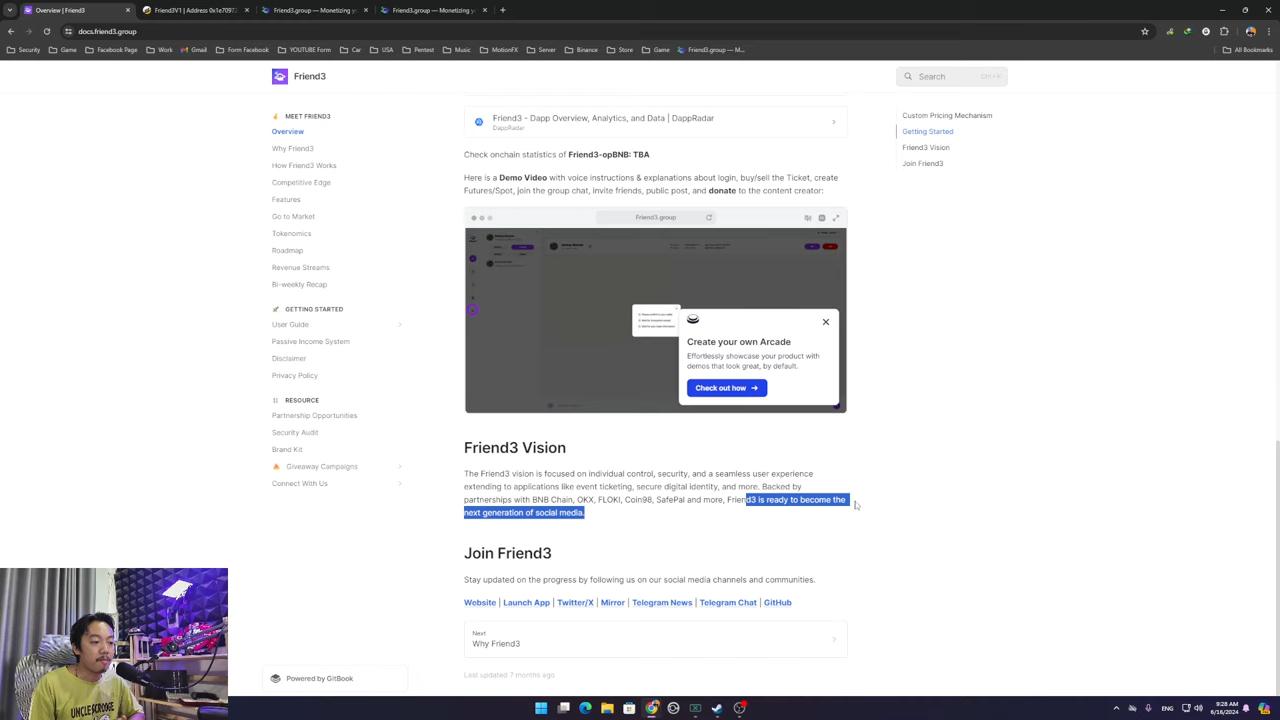 Overview | Friend3
Friend3V1 | Address 0x1e7097
Friend3.group — Monetizing y
Friend3.group — Monetizing y
docs.friend3.group
Security
Game
Facebook Page
Work
Gmail
Form Facebook
YOUTUBE Form
Car
USA
Pentest
Music
MotionFX
Server
Binance
Store
Game
Friend3.group — M...
All Bookmarks
Friend3
Search
Ctrl + K
MEET FRIEND3
Overview
Why Friend3
How Friend3 Works
Competitive Edge
Features
Go to Market
Tokenomics
Roadmap
Revenue Streams
Bi-weekly Recap
GETTING STARTED
User Guide
Passive Income System
Disclaimer
Privacy Policy
RESOURCE
Partnership Opportunities
Security Audit
Brand Kit
Giveaway Campaigns
Connect With Us
Powered by GitBook
Friend3 - Dapp Overview, Analytics, and Data | DappRadar
DappRadar
Check onchain statistics of Friend3-opBNB: TBA
Here is a Demo Video with voice instructions & explanations about login, buy/sell the Ticket, create
Futures/Spot, join the group chat, invite friends, public post, and donate to the content creator:
Friend3.group
Create your own Arcade
Effortlessly showcase your product with
demos that look great, by default.
Check out how →
Friend3 Vision
The Friend3 vision is focused on individual control, security, and a seamless user experience
extending to applications like event ticketing, secure digital identity, and more. Backed by
partnerships with BNB Chain, OKX, FLOKI, Coin98, SafePal and more, Friend3 is ready to become the
next generation of social media.
Join Friend3
Stay updated on the progress by following us on our social media channels and communities.
Website | Launch App | Twitter/X | Mirror | Telegram News | Telegram Chat | GitHub
Next
Why Friend3
Last updated 7 months ago
Custom Pricing Mechanism
Getting Started
Friend3 Vision
Join Friend3
UNCLE
ENG
9:28 AM
6/16/2024